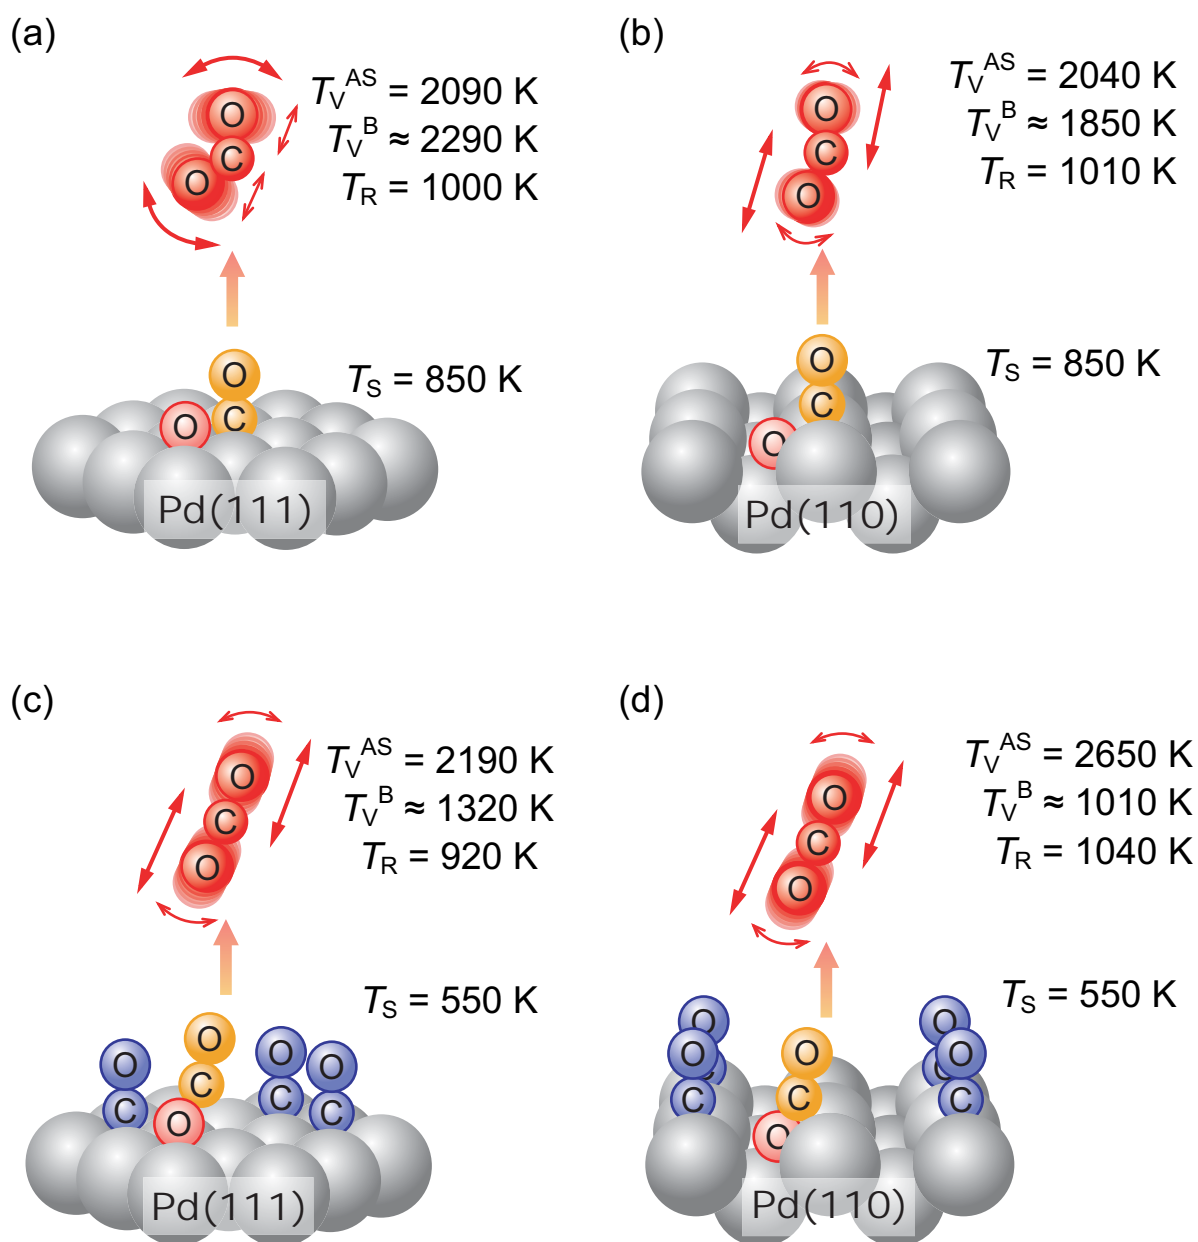 (a)
T_V^AS = 2090 K
T_V^B ≈ 2290 K
T_R = 1000 K
O
C
O
T_S = 850 K
O
O
C
Pd(111)
(b)
T_V^AS = 2040 K
T_V^B ≈ 1850 K
T_R = 1010 K
O
C
O
T_S = 850 K
O
C
O
Pd(110)
(c)
T_V^AS = 2190 K
T_V^B ≈ 1320 K
T_R = 920 K
O
C
O
T_S = 550 K
O
O
O
O
C
C
C
C
O
Pd(111)
(d)
T_V^AS = 2650 K
T_V^B ≈ 1010 K
T_R = 1040 K
O
C
O
T_S = 550 K
O
O
O
O
O
C
C
C
C
C
O
Pd(110)